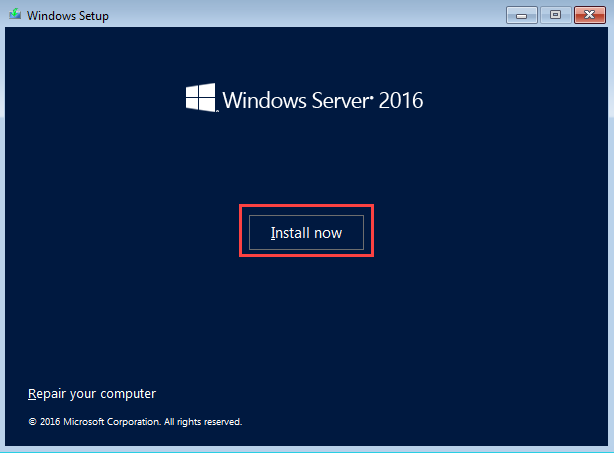 Windows Setup
Windows Server® 2016
Install now
Repair your computer
© 2016 Microsoft Corporation. All rights reserved.